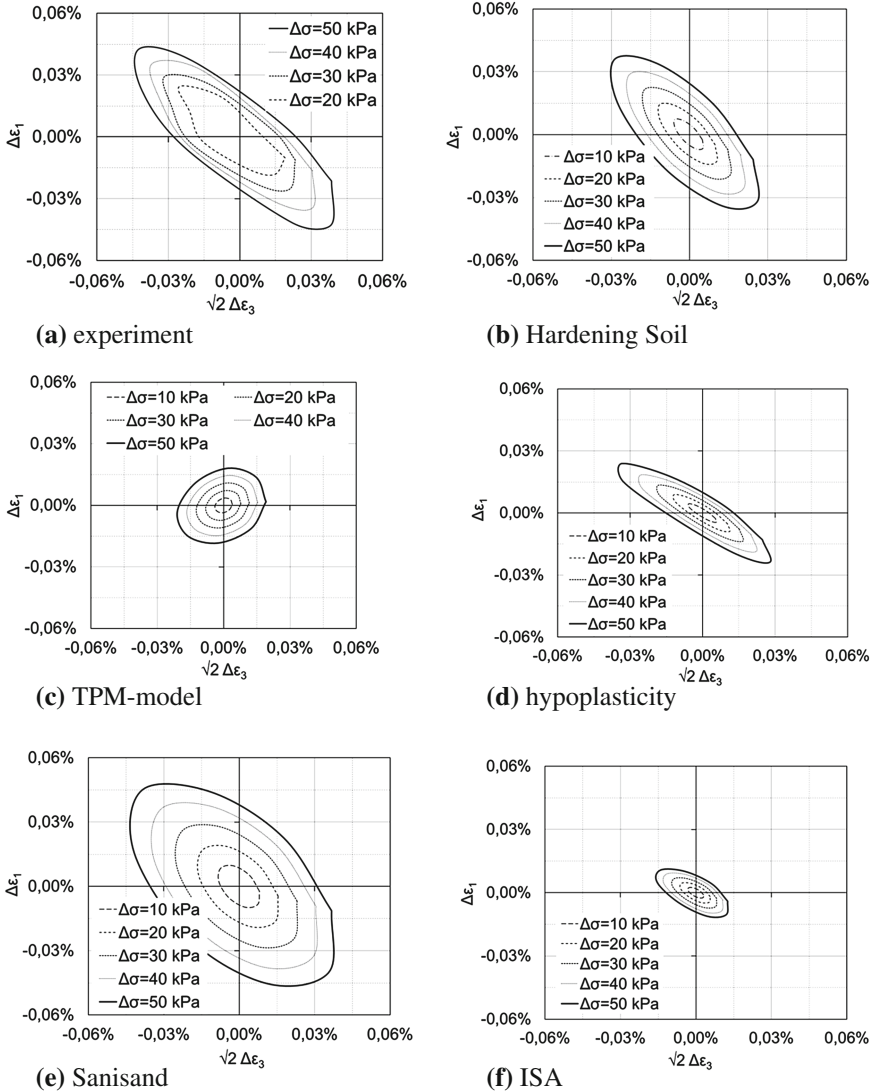 0,06%
0,03%
0,00%
-0,03%
-0,06%
Δε1
Δσ=50 kPa
Δσ=40 kPa
Δσ=30 kPa
Δσ=20 kPa
-0,06% -0,03% 0,00% 0,03% 0,06%
√2 Δε3
(a) experiment
0,06%
0,03%
0,00%
-0,03%
-0,06%
Δε1
Δσ=10 kPa
Δσ=20 kPa
Δσ=30 kPa
Δσ=40 kPa
Δσ=50 kPa
-0,06% -0,03% 0,00% 0,03% 0,06%
√2 Δε3
(b) Hardening Soil
0,06%
0,03%
0,00%
-0,03%
-0,06%
Δε1
Δσ=10 kPa Δσ=20 kPa
Δσ=30 kPa Δσ=40 kPa
Δσ=50 kPa
-0,06% -0,03% 0,00% 0,03% 0,06%
√2 Δε3
(c) TPM-model
0,06%
0,03%
0,00%
-0,03%
-0,06%
Δε1
Δσ=10 kPa
Δσ=20 kPa
Δσ=30 kPa
Δσ=40 kPa
Δσ=50 kPa
-0,06% -0,03% 0,00% 0,03% 0,06%
√2 Δε3
(d) hypoplasticity
0,06%
0,03%
0,00%
-0,03%
-0,06%
Δε1
Δσ=10 kPa
Δσ=20 kPa
Δσ=30 kPa
Δσ=40 kPa
Δσ=50 kPa
-0,06% -0,03% 0,00% 0,03% 0,06%
√2 Δε3
(e) Sanisand
0,06%
0,03%
0,00%
-0,03%
-0,06%
Δε1
Δσ=10 kPa
Δσ=20 kPa
Δσ=30 kPa
Δσ=40 kPa
Δσ=50 kPa
-0,06% -0,03% 0,00% 0,03% 0,06%
√2 Δε3
(f) ISA